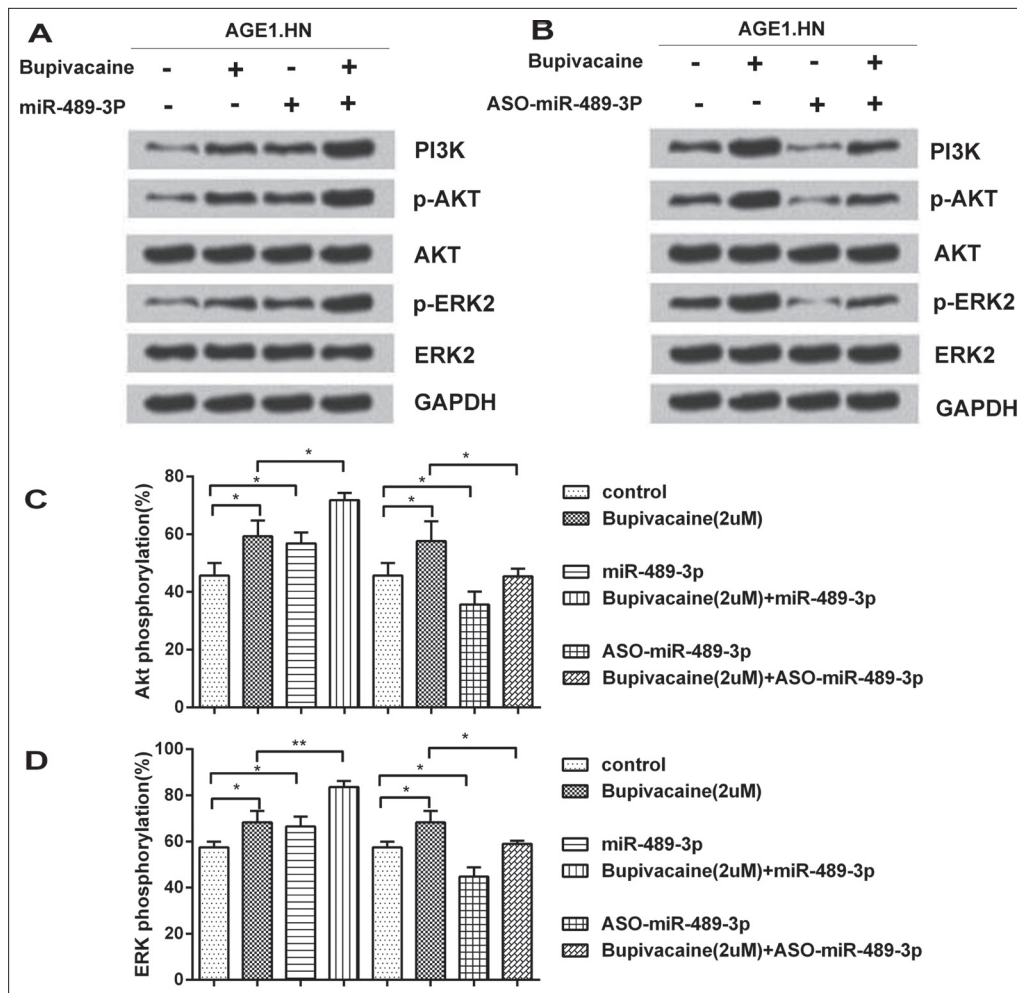 A
AGE1.HN
Bupivacaine - + - +
miR-489-3P - - + +
PI3K
p-AKT
AKT
p-ERK2
ERK2
GAPDH
B
AGE1.HN
Bupivacaine - + - +
ASO-miR-489-3P - - + +
PI3K
p-AKT
AKT
p-ERK2
ERK2
GAPDH
C
Akt phosphorylation(%)
80
60
40
20
0
* * * * * *
control
Bupivacaine(2uM)
miR-489-3p
Bupivacaine(2uM)+miR-489-3p
ASO-miR-489-3p
Bupivacaine(2uM)+ASO-miR-489-3p
D
ERK phosphorylation(%)
100
80
60
40
20
0
* * ** * * *
control
Bupivacaine(2uM)
miR-489-3p
Bupivacaine(2uM)+miR-489-3p
ASO-miR-489-3p
Bupivacaine(2uM)+ASO-miR-489-3p